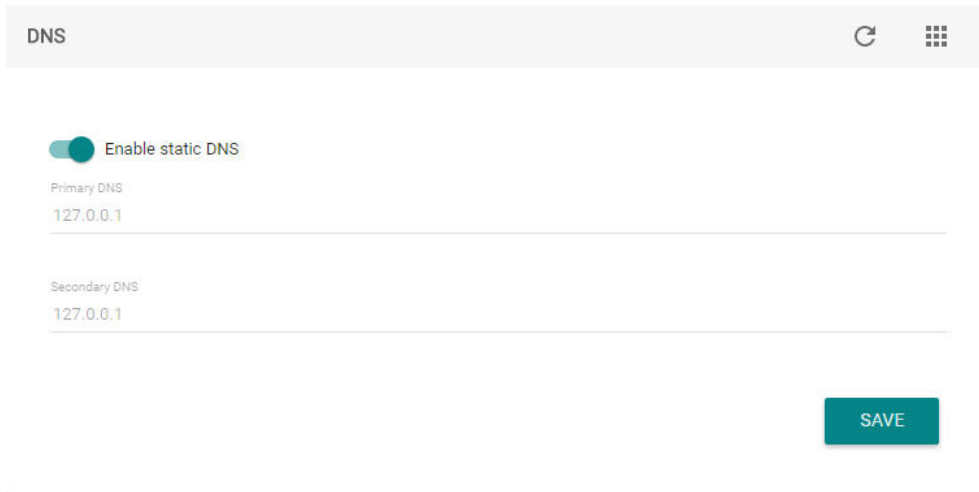 DNS
Enable static DNS
Primary DNS
127.0.0.1
Secondary DNS
127.0.0.1
SAVE